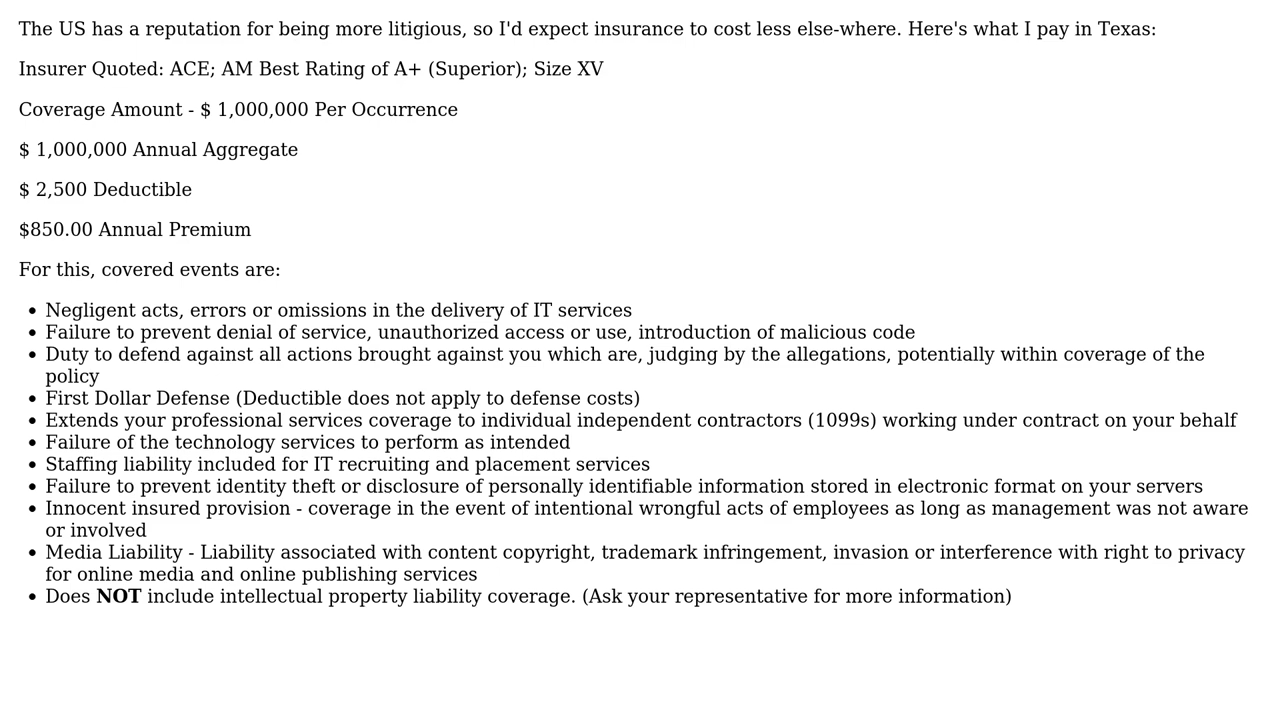 The US has a reputation for being more litigious, so I'd expect insurance to cost less else-where. Here's what I pay in Texas:
Insurer Quoted: ACE; AM Best Rating of A+ (Superior); Size XV
Coverage Amount - $ 1,000,000 Per Occurrence
$ 1,000,000 Annual Aggregate
$ 2,500 Deductible
$850.00 Annual Premium
For this, covered events are:
• Negligent acts, errors or omissions in the delivery of IT services
• Failure to prevent denial of service, unauthorized access or use, introduction of malicious code
• Duty to defend against all actions brought against you which are, judging by the allegations, potentially within coverage of the
policy
• First Dollar Defense (Deductible does not apply to defense costs)
• Extends your professional services coverage to individual independent contractors (1099s) working under contract on your behalf
• Failure of the technology services to perform as intended
• Staffing liability included for IT recruiting and placement services
• Failure to prevent identity theft or disclosure of personally identifiable information stored in electronic format on your servers
• Innocent insured provision - coverage in the event of intentional wrongful acts of employees as long as management was not aware
or involved
• Media Liability - Liability associated with content copyright, trademark infringement, invasion or interference with right to privacy
for online media and online publishing services
• Does NOT include intellectual property liability coverage. (Ask your representative for more information)